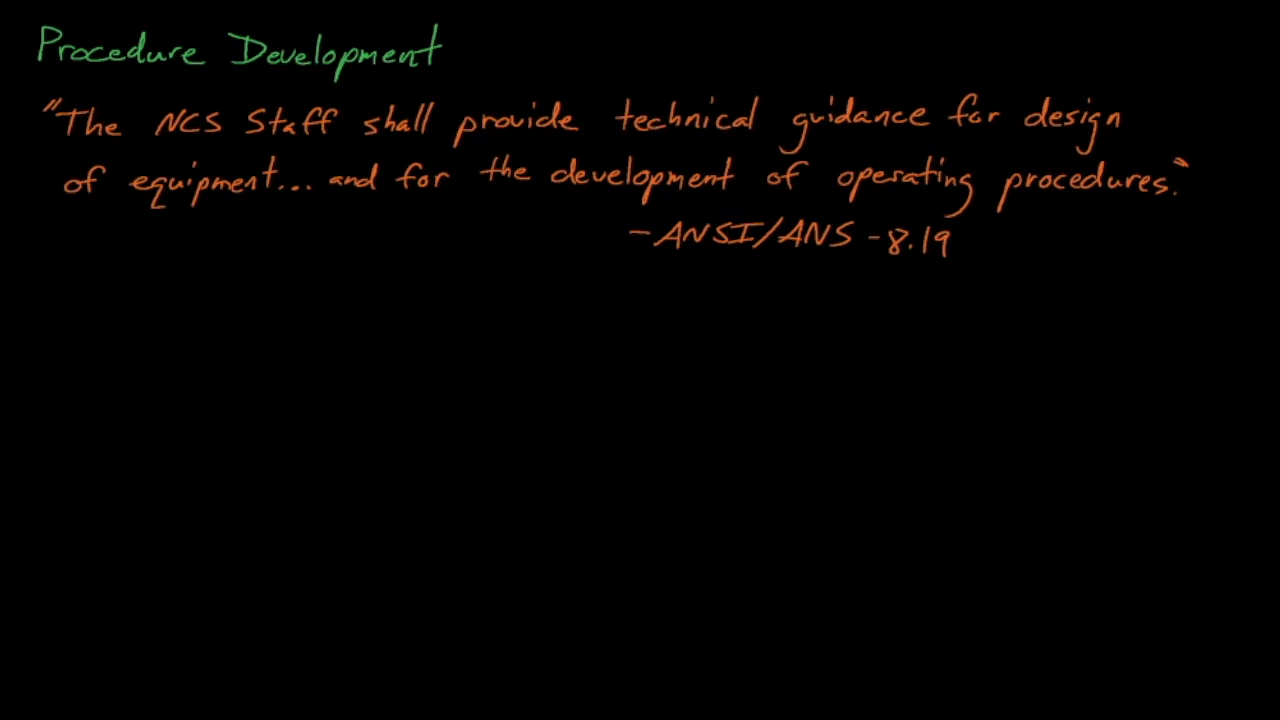 Procedure Development
"The NCS Staff shall provide technical guidance for design
of equipment... and for the development of operating procedures."
- ANSI/ANS - 8.19